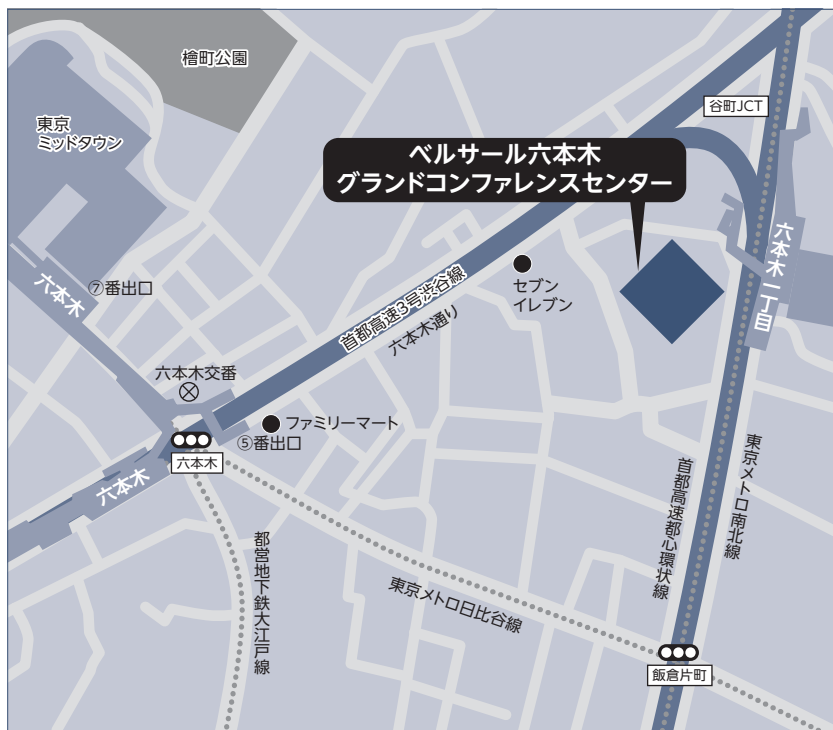 檜町公園
東京
ミッドタウン
谷町JCT
ベルサール六本木
グランドコンファレンスセンター
六本木一丁目
セブン
イレブン
首都高速3号渋谷線
六本木通り
六本木
⑦番出口
六本木交番
ファミリーマート
⑤番出口
六本木
六本木
都営地下鉄大江戸線
東京メトロ日比谷線
首都高速都心環状線
東京メトロ南北線
飯倉片町